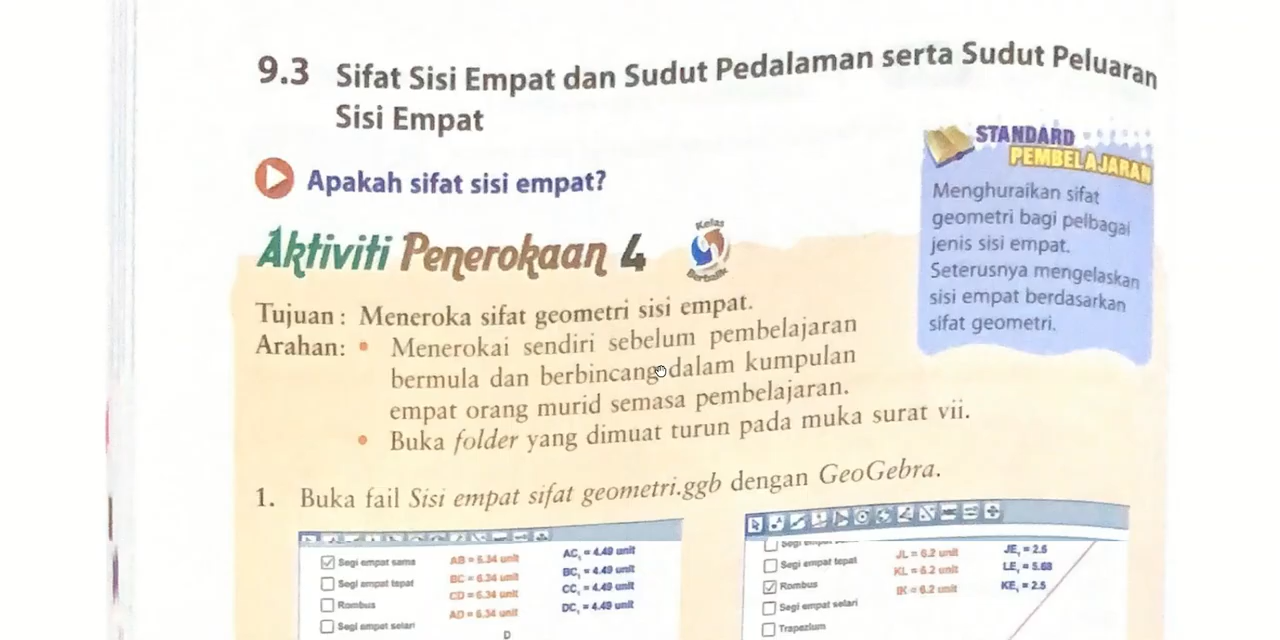 9.3 Sifat Sisi Empat dan Sudut Pedalaman serta Sudut Peluaran
Sisi Empat
Apakah sifat sisi empat?
STANDARD
PEMBELAJARAN
Menghuraikan sifat
geometri bagi pelbagai
jenis sisi empat.
Seterusnya mengelaskan
sisi empat berdasarkan
sifat geometri.
Aktiviti Penerokaan 4
Kelas
Berbalik
Tujuan : Meneroka sifat geometri sisi empat.
Arahan: • Menerokai sendiri sebelum pembelajaran
bermula dan berbincang dalam kumpulan
empat orang murid semasa pembelajaran.
• Buka folder yang dimuat turun pada muka surat vii.
1. Buka fail Sisi empat sifat geometri.ggb dengan GeoGebra.
Segi empat sama AB = 6.34 unit AC₁ = 4.49 unit
Segi empat tepat BC = 6.34 unit BC₁ = 4.49 unit
Rombus CD = 6.34 unit CC₁ = 4.49 unit
Segi empat selari AD = 6.34 unit DC₁ = 4.49 unit
D
Segi empat tepat JL = 6.2 unit JE₁ = 2.5
Rombus KL = 6.2 unit LE₁ = 5.68
Segi empat selari IK = 6.2 unit KE₁ = 2.5
Trapezium